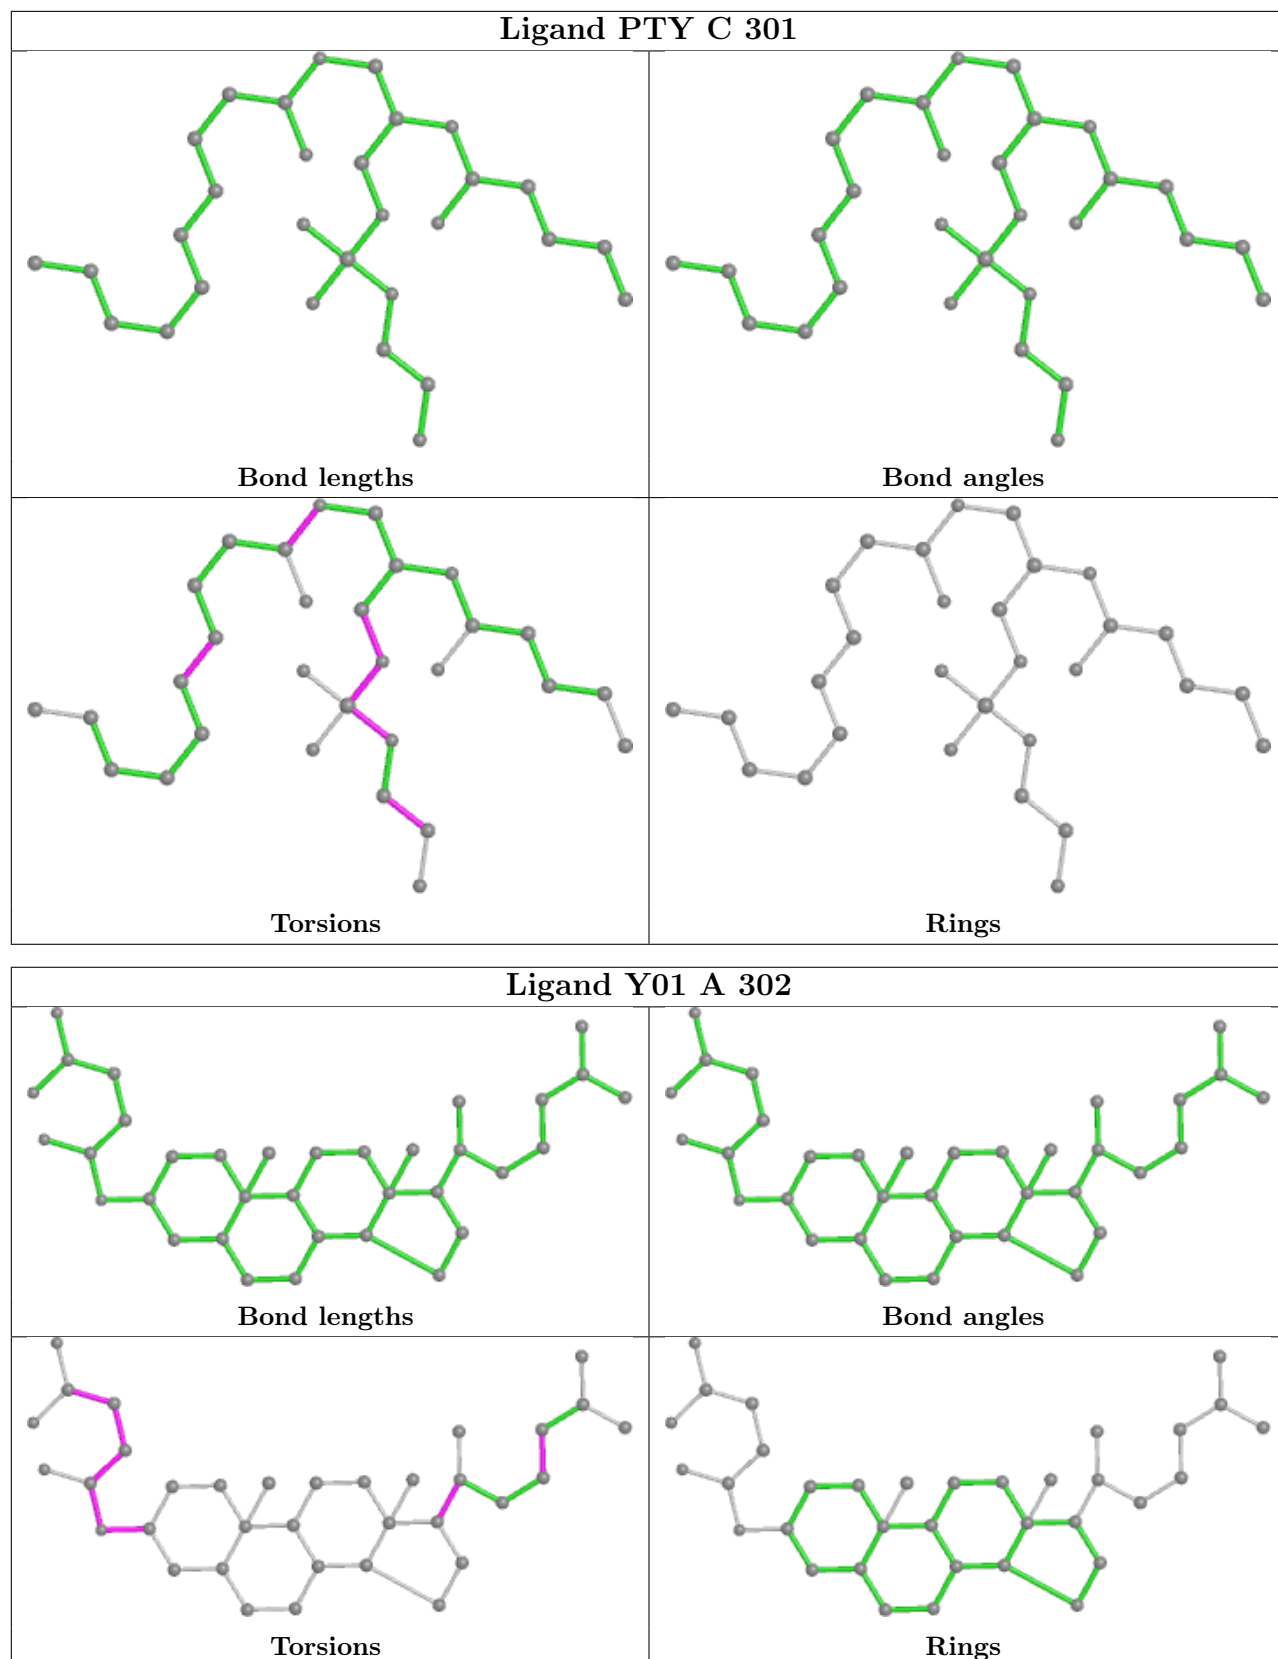 Ligand PTY C 301
Bond lengths
Bond angles
Torsions
Rings
Ligand Y01 A 302
Bond lengths
Bond angles
Torsions
Rings